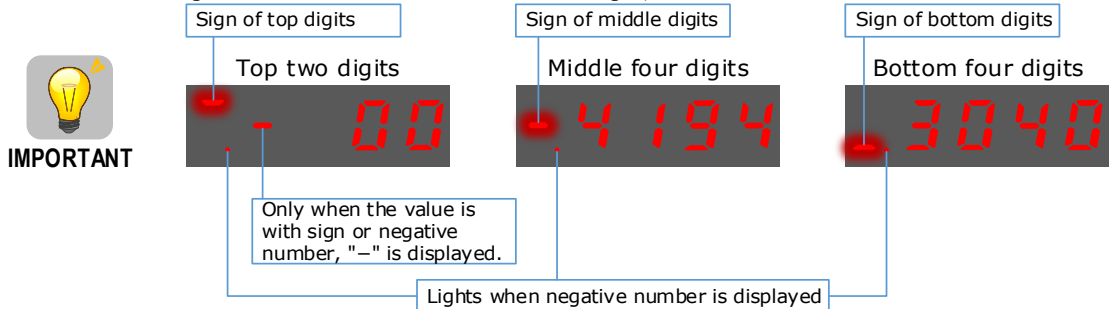 Sign of top digits
Sign of middle digits
Sign of bottom digits
Top two digits
Middle four digits
Bottom four digits
- 00
4194
3040
IMPORTANT
Only when the value is
with sign or negative
number, "−" is displayed.
Lights when negative number is displayed